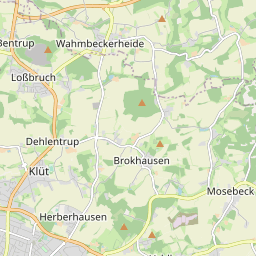 Bentrup
Wahmbeckerheide
Loßbruch
Dehlentrup
Brokhausen
Klüt
Mosebeck
Herberhausen